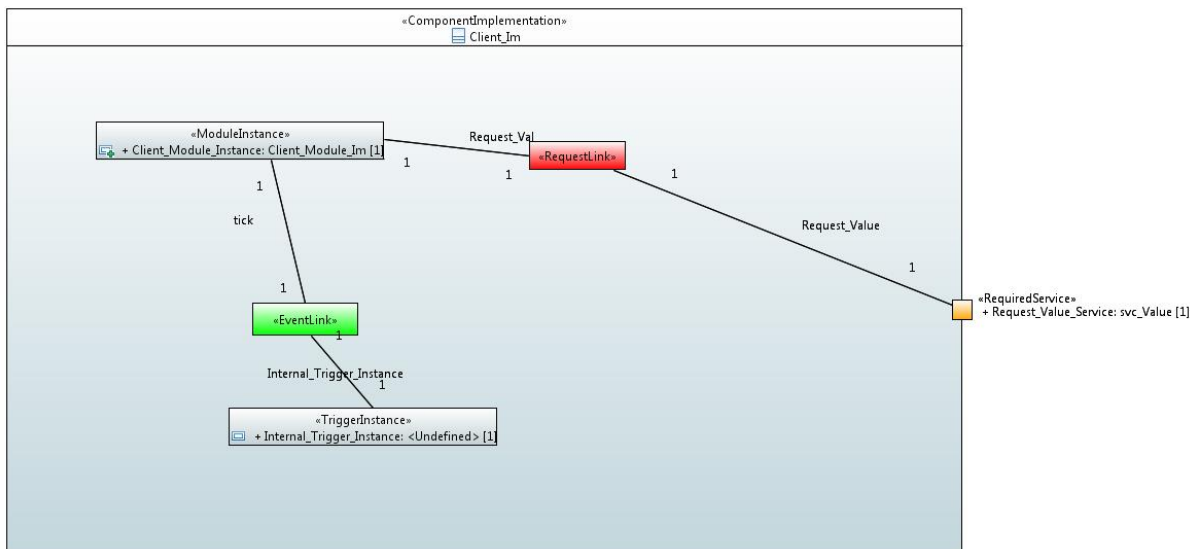 «ComponentImplementation»
Client_Im
«ModuleInstance»
+ Client_Module_Instance: Client_Module_Im [1]
Request_Val
«RequestLink»
1
1
1
1
tick
Request_Value
1
1
«RequiredService»
+ Request_Value_Service: svc_Value [1]
«EventLink»
1
Internal_Trigger_Instance
1
«TriggerInstance»
+ Internal_Trigger_Instance: <Undefined> [1]